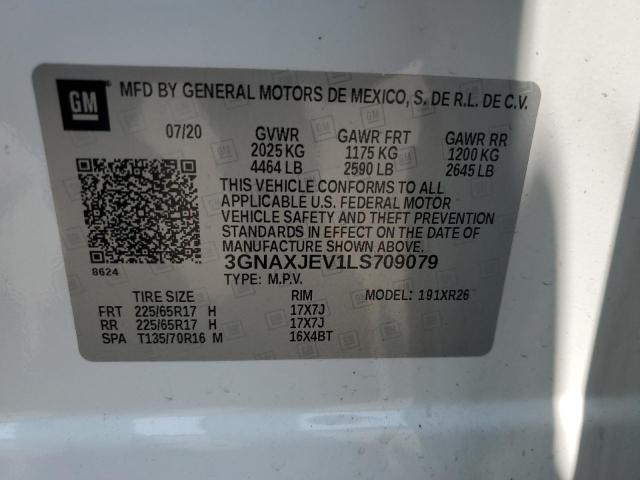 GM MFD BY GENERAL MOTORS DE MEXICO, S. DE R.L. DE C.V.
07/20 GVWR GAWR FRT GAWR RR
2025 KG 1175 KG 1200 KG
4464 LB 2590 LB 2645 LB
THIS VEHICLE CONFORMS TO ALL
APPLICABLE U.S. FEDERAL MOTOR
VEHICLE SAFETY AND THEFT PREVENTION
STANDARDS IN EFFECT ON THE DATE OF
MANUFACTURE SHOWN ABOVE.
8624 3GNAXJEV1LS709079
TYPE: M.P.V.
TIRE SIZE RIM MODEL: 191XR26
FRT 225/65R17 H 17X7J
RR 225/65R17 H 17X7J
SPA T135/70R16 M 16X4BT